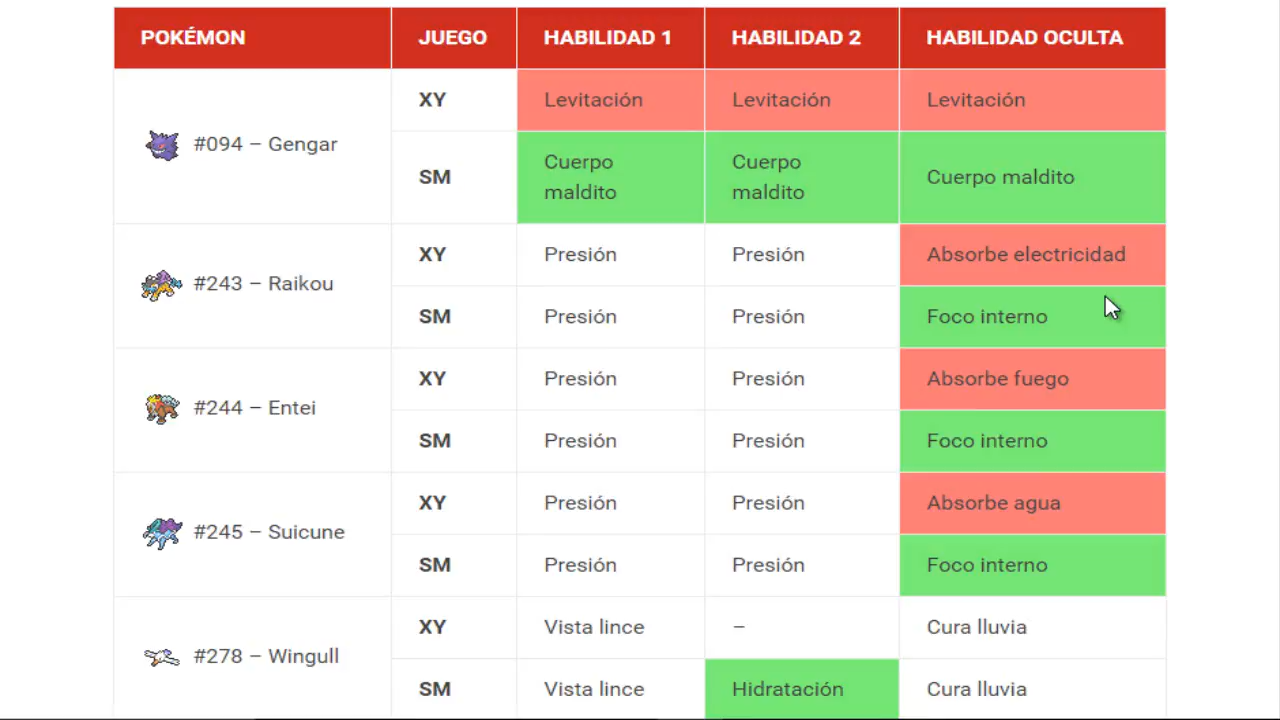 POKÉMON JUEGO HABILIDAD 1 HABILIDAD 2 HABILIDAD OCULTA
#094 – Gengar
XY Levitación Levitación Levitación
SM Cuerpo maldito Cuerpo maldito Cuerpo maldito
#243 – Raikou
XY Presión Presión Absorbe electricidad
SM Presión Presión Foco interno
#244 – Entei
XY Presión Presión Absorbe fuego
SM Presión Presión Foco interno
#245 – Suicune
XY Presión Presión Absorbe agua
SM Presión Presión Foco interno
#278 – Wingull
XY Vista lince – Cura lluvia
SM Vista lince Hidratación Cura lluvia